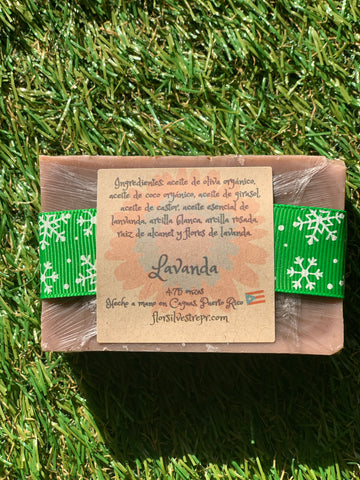 Ingredientes: aceite de oliva orgánico,
aceite de coco orgánico, aceite de girasol,
aceite de castor, aceite esencial de
lanvanda, arcilla blanca, arcilla rosada,
raiz de alcanet y flores de lavanda.
Lavanda
4.75 onzas
Hecho a mano en Caguas, Puerto Rico
florsilvestrepr.com